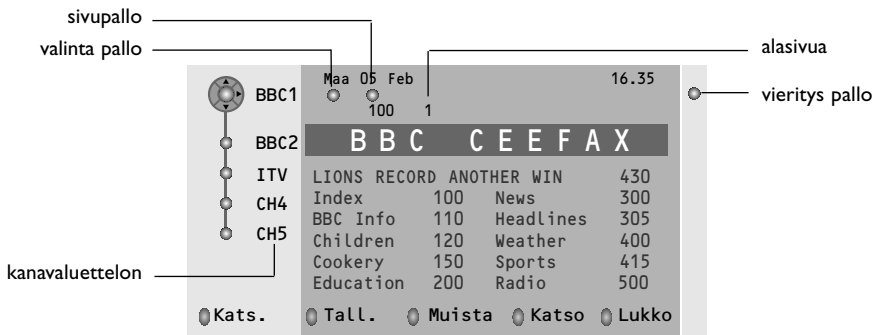 sivupallo
valinta pallo
alasivua
Maa 05 Feb 16.35
BBC1
vieritys pallo
100 1
BBC2
BBC CEEFAX
ITV
LIONS RECORD ANOTHER WIN 430
CH4
Index 100 News 300
BBC Info 110 Headlines 305
CH5
Children 120 Weather 400
Cookery 150 Sports 415
kanavaluettelon
Education 200 Radio 500
Kats. Tall. Muista Katso Lukko